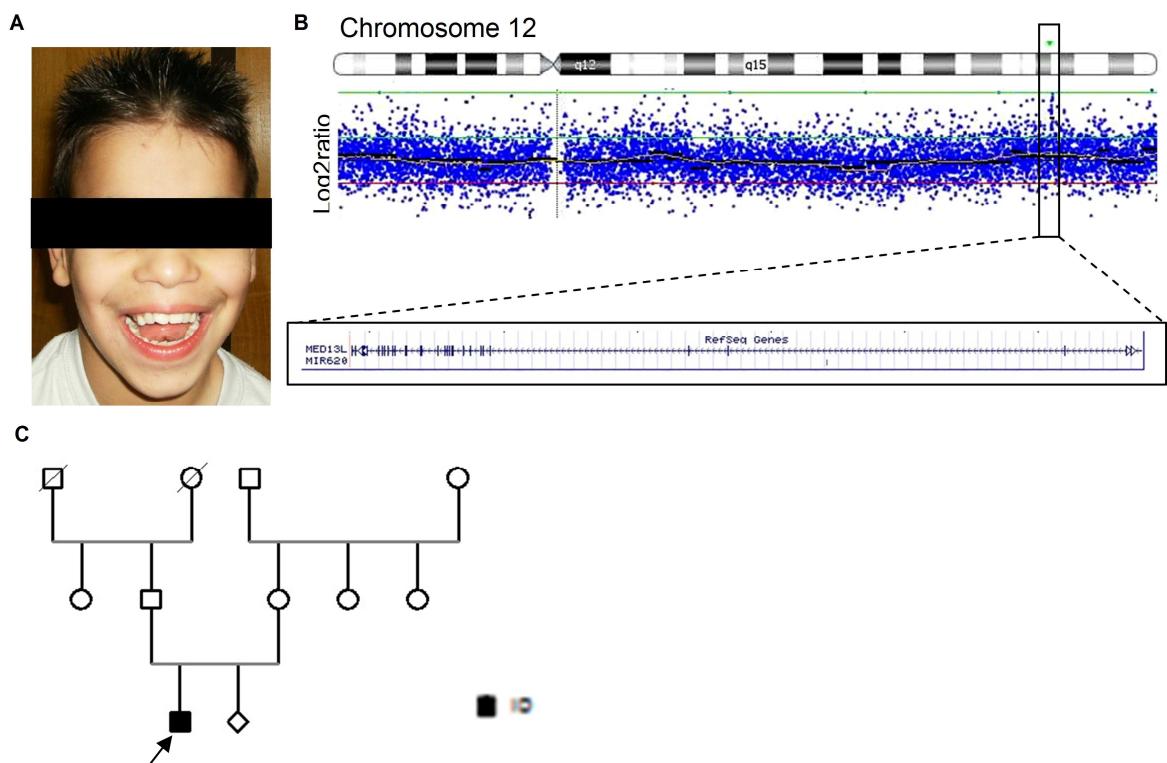 A
B
Chromosome 12
q12
q15
Log2ratio
RefSeq Genes
MED13L
MIR620
C
ID